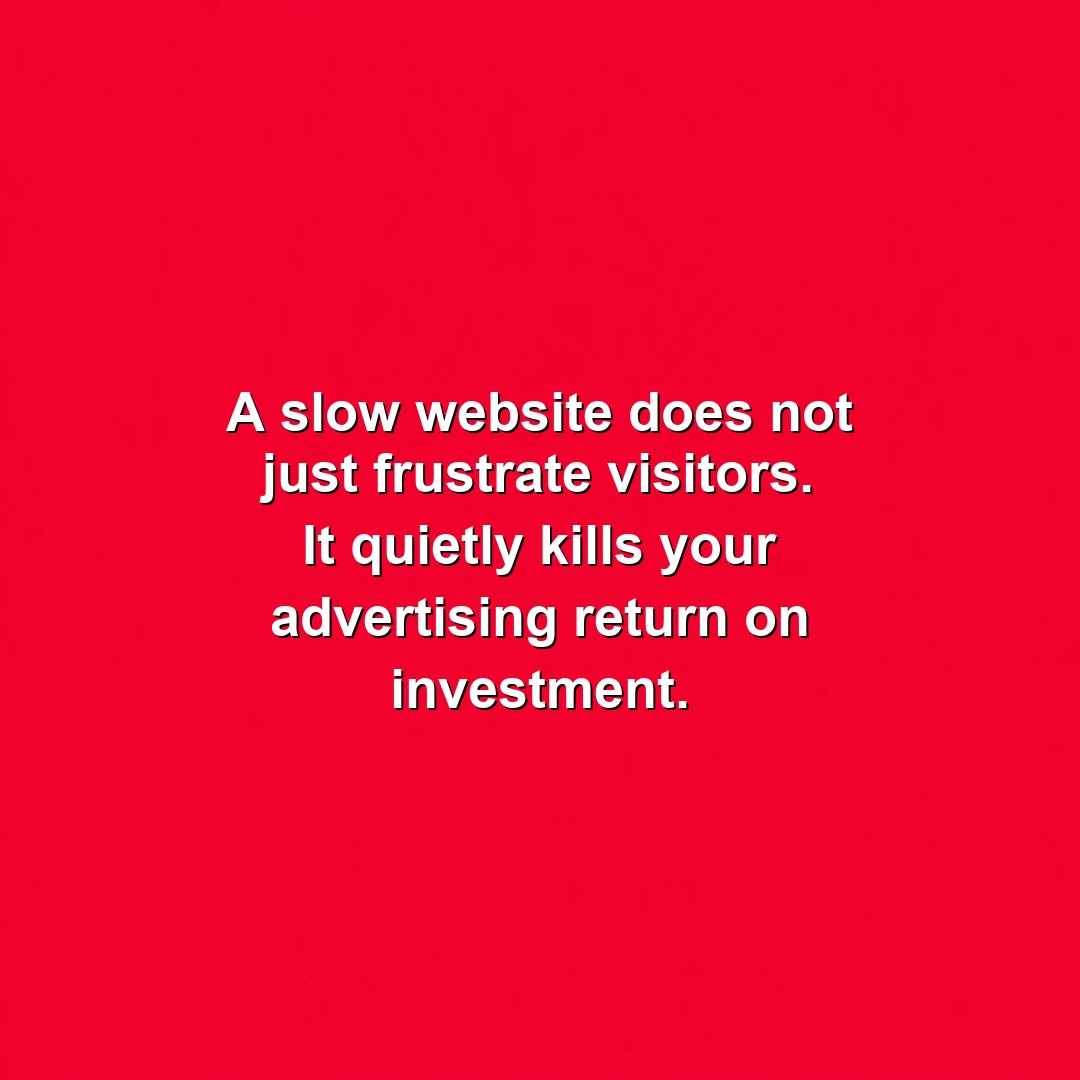 A slow website does not
just frustrate visitors.
It quietly kills your
advertising return on
investment.